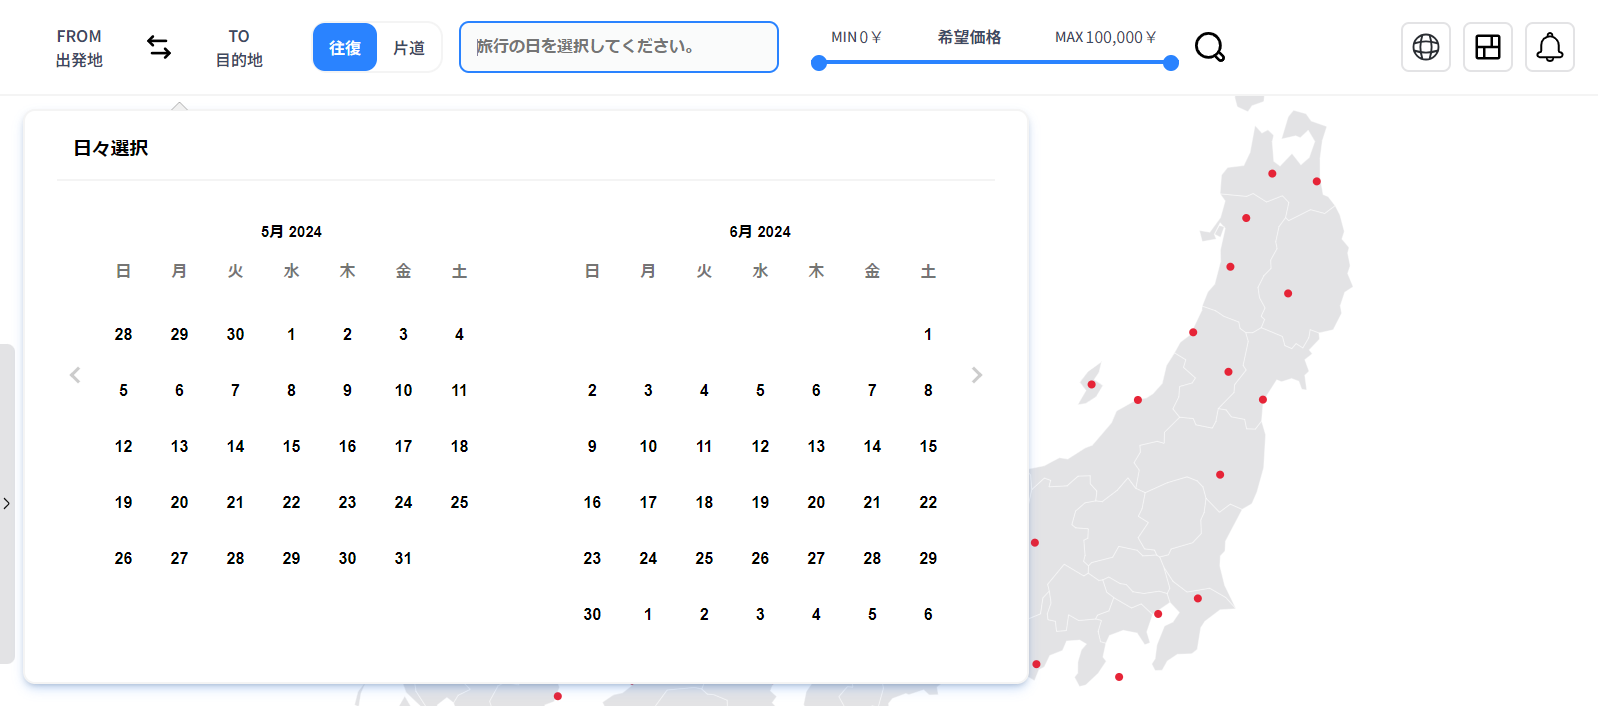 FROM
出発地
TO
目的地
往復
片道
旅行の日を選択してください。
MIN 0 ¥
希望価格
MAX 100,000 ¥
日々選択
5月 2024
日 月 火 水 木 金 土
28 29 30 1 2 3 4
5 6 7 8 9 10 11
12 13 14 15 16 17 18
19 20 21 22 23 24 25
26 27 28 29 30 31
6月 2024
日 月 火 水 木 金 土
1
2 3 4 5 6 7 8
9 10 11 12 13 14 15
16 17 18 19 20 21 22
23 24 25 26 27 28 29
30 1 2 3 4 5 6